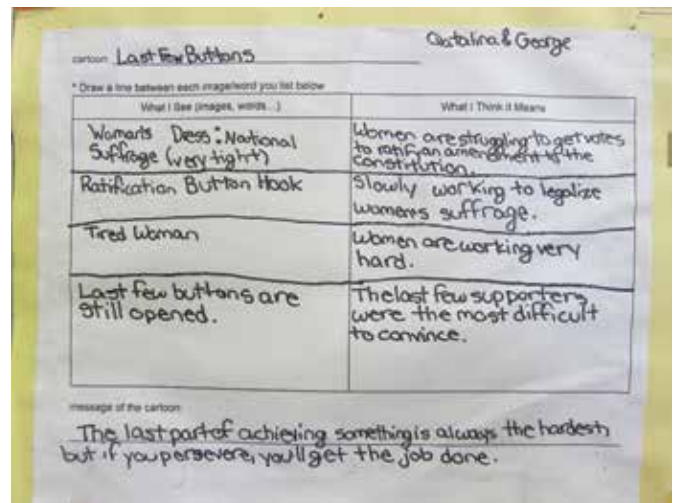 Catalina & George
cartoon Last Few Buttons
* Draw a line between each image/word you list below
What I See (images, words...)
What I Think it Means
Woman's Dress: National
Suffrage (very tight)
Women are struggling to get votes
to ratify an amendment to the
constitution.
Ratification Button Hook
Slowly working to legalize
womens suffrage.
Tired Woman
Women are working very
hard.
Last few buttons are
still opened.
The last few supporters
were the most difficult
to convince.
message of the cartoon:
The last part of achieving something is always the hardest,
but if you persevere, you'll get the job done.